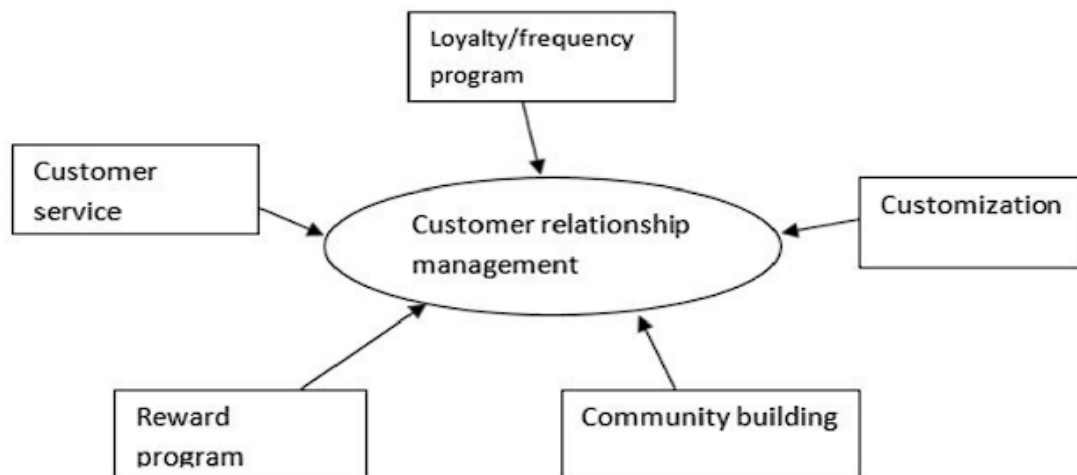 Loyalty/frequency
program
Customer
service
Customization
Customer relationship
management
Reward
program
Community building